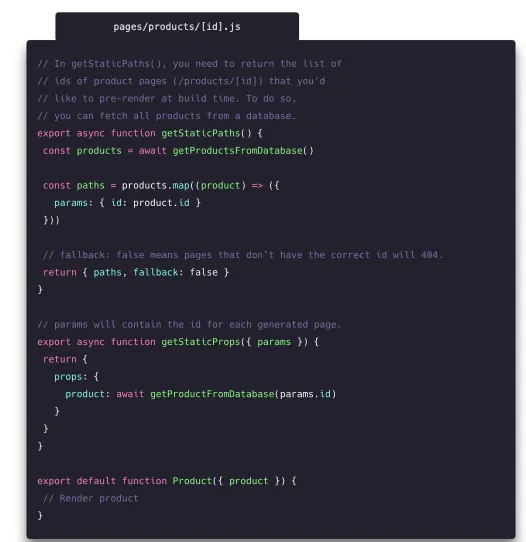 pages/products/[id].js
// In getStaticPaths(), you need to return the list of
// ids of product pages (/products/[id]) that you’d
// like to pre-render at build time. To do so,
// you can fetch all products from a database.
export async function getStaticPaths() {
const products = await getProductsFromDatabase()
const paths = products.map((product) => ({
params: { id: product.id }
}))
// fallback: false means pages that don’t have the correct id will 404.
return { paths, fallback: false }
}
// params will contain the id for each generated page.
export async function getStaticProps({ params }) {
return {
props: {
product: await getProductFromDatabase(params.id)
}
}
}
export default function Product({ product }) {
// Render product
}